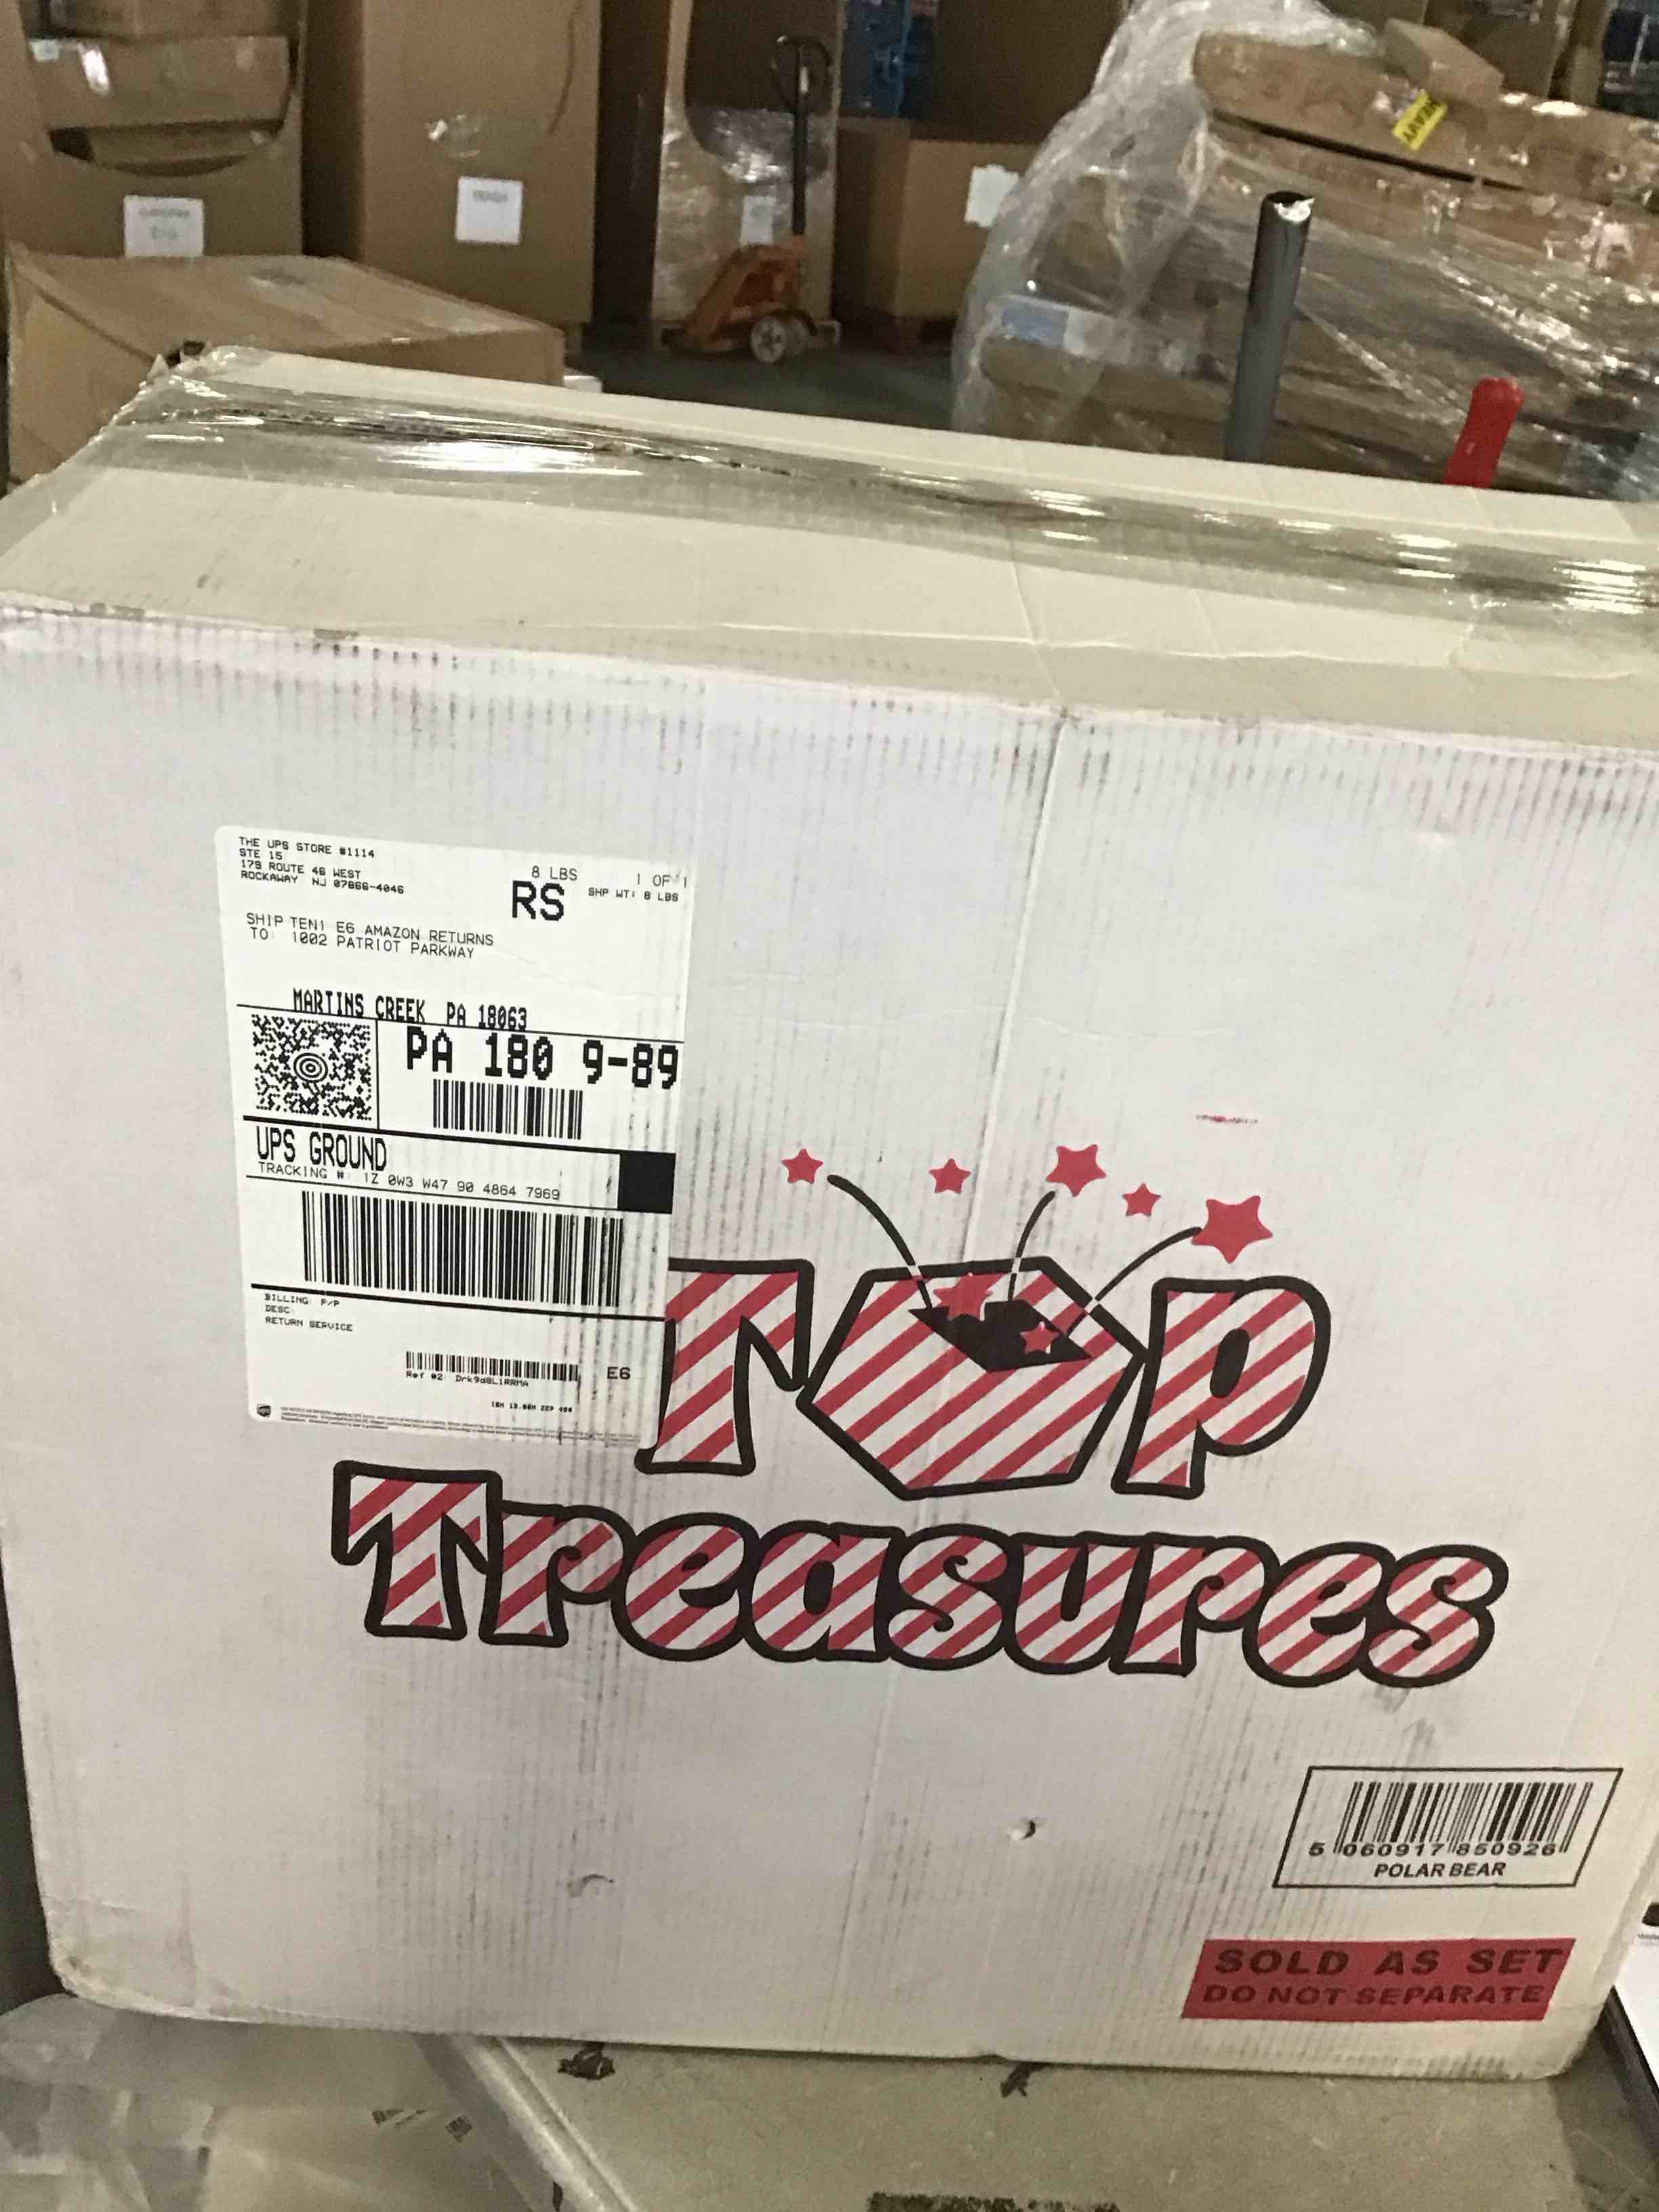 THE UPS STORE #1114
STE 15
179 ROUTE 46 WEST
ROCKAWAY NJ 07866-4046
8 LBS
1 OF 1
RS
SHP WT: 8 LBS
SHIP TEN1 E6 AMAZON RETURNS
TO: 1002 PATRIOT PARKWAY
MARTINS CREEK PA 18063
PA 180 9-89
UPS GROUND
TRACKING #: 1Z 0W3 W47 90 4864 7969
BILLING: P/P
DESC:
RETURN SERVICE
Ref #2: Drk9d8L1RRMA
E6
TOP
Treasures
5 060917 850926
POLAR BEAR
SOLD AS SET
DO NOT SEPARATE